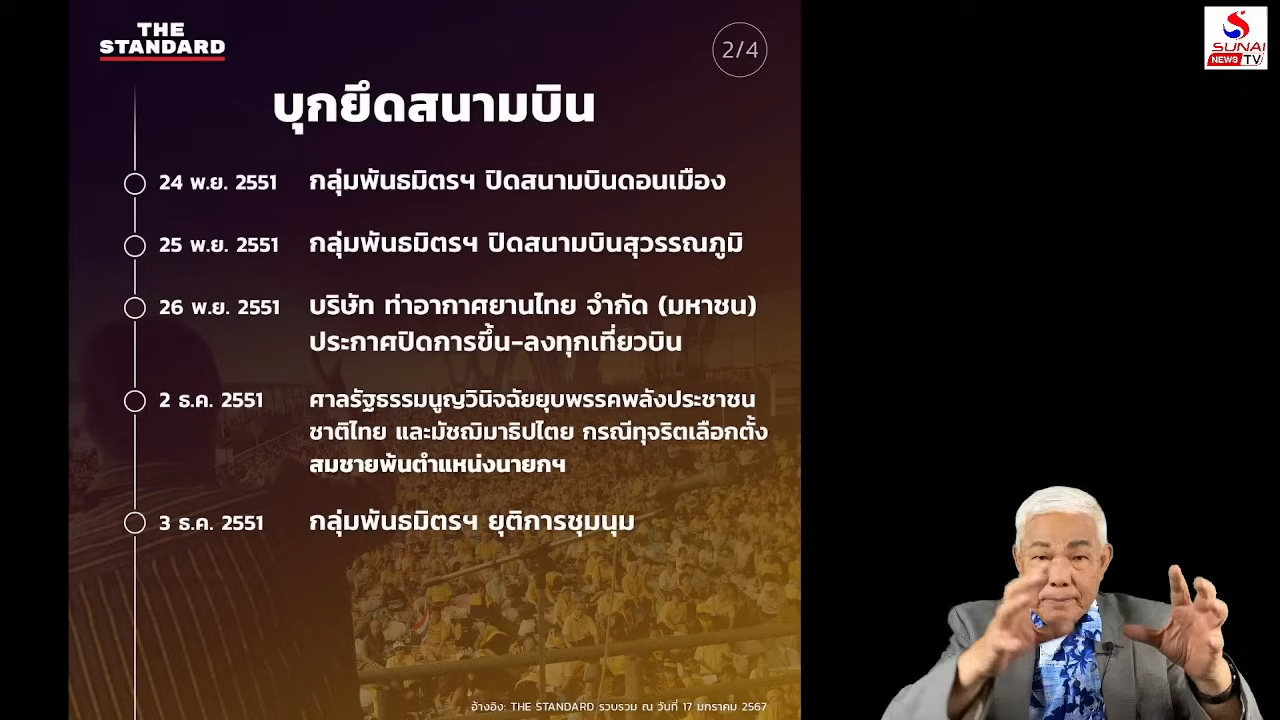 THE
STANDARD
2/4
SUNAI
NEWS TV
บุกยึดสนามบิน
24 พ.ย. 2551 กลุ่มพันธมิตรฯ ปิดสนามบินดอนเมือง
25 พ.ย. 2551 กลุ่มพันธมิตรฯ ปิดสนามบินสุวรรณภูมิ
26 พ.ย. 2551 บริษัท ท่าอากาศยานไทย จำกัด (มหาชน)
ประกาศปิดการขึ้น-ลงทุกเที่ยวบิน
2 ธ.ค. 2551 ศาลรัฐธรรมนูญวินิจฉัยยุบพรรคพลังประชาชน
ชาติไทย และมัชฌิมาธิปไตย กรณีทุจริตเลือกตั้ง
สมชายพ้นตำแหน่งนายกฯ
3 ธ.ค. 2551 กลุ่มพันธมิตรฯ ยุติการชุมนุม
อ้างอิง: THE STANDARD รวบรวม ณ วันที่ 17 มกราคม 2567